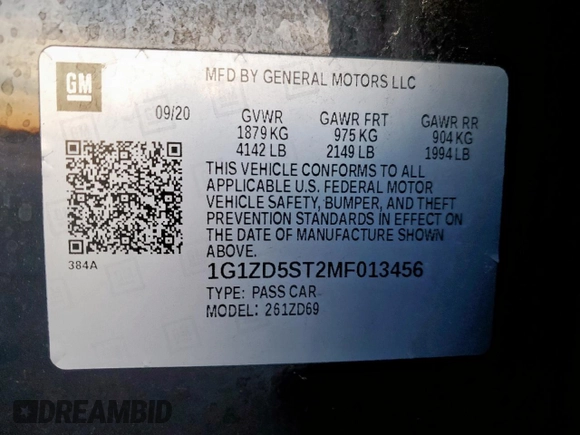 GM
MFD BY GENERAL MOTORS LLC
09/20 GVWR GAWR FRT GAWR RR
1879 KG 975 KG 904 KG
4142 LB 2149 LB 1994 LB
THIS VEHICLE CONFORMS TO ALL
APPLICABLE U.S. FEDERAL MOTOR
VEHICLE SAFETY, BUMPER, AND THEFT
PREVENTION STANDARDS IN EFFECT ON
THE DATE OF MANUFACTURE SHOWN
ABOVE.
384A
1G1ZD5ST2MF013456
TYPE: PASS CAR
MODEL: 261ZD69
DREAMBID